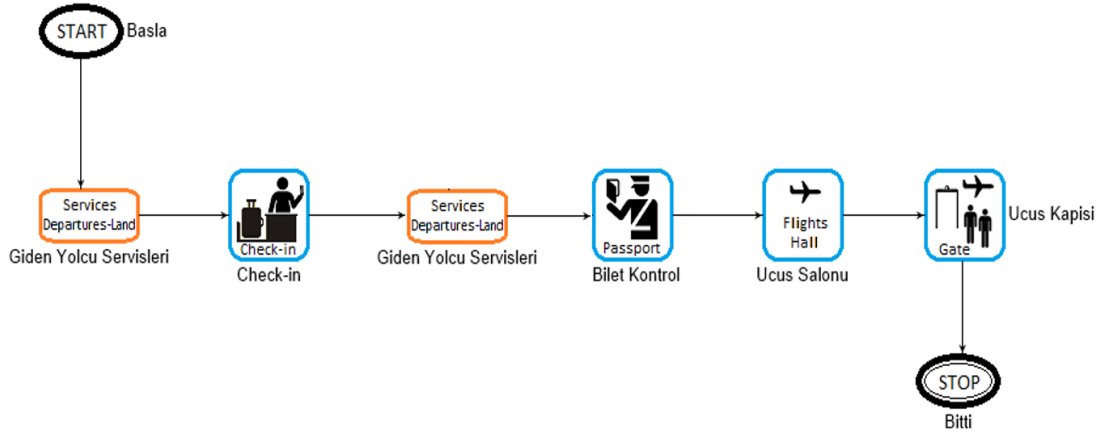 START
Basla
Services
Departures-Land
Giden Yolcu Servisleri
Check-in
Check-in
Services
Departures-Land
Giden Yolcu Servisleri
Passport
Bilet Kontrol
Flights
Hall
Ucus Salonu
Gate
Ucus Kapisi
STOP
Bitti